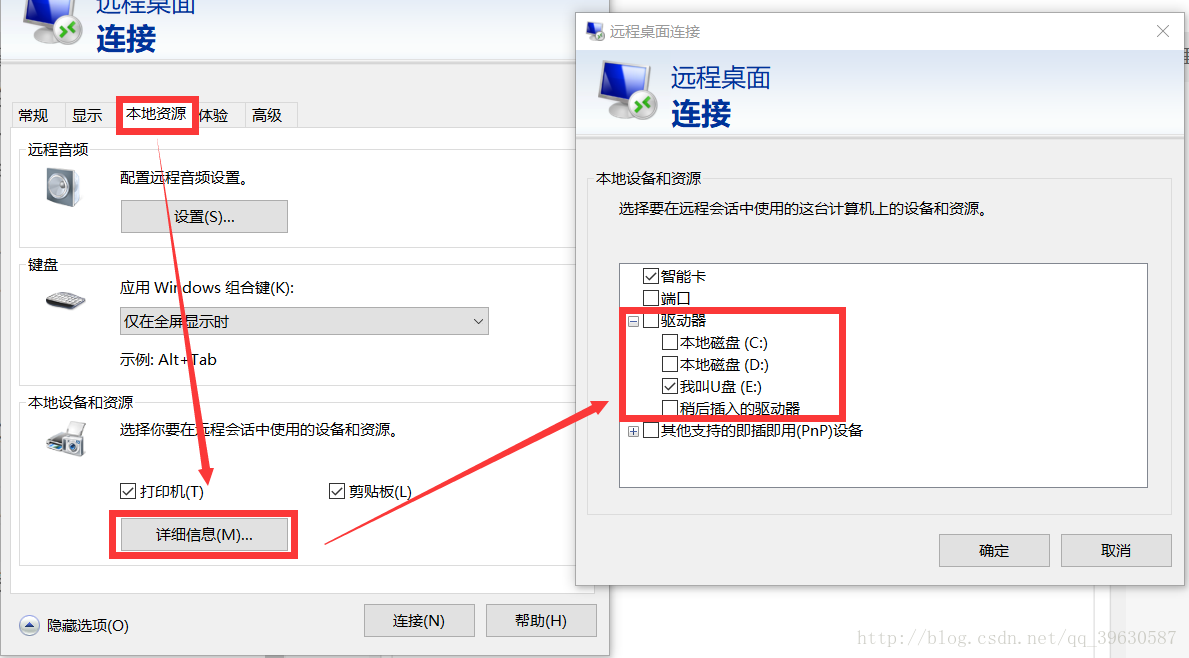 远程桌面
连接
常规
显示
本地资源
体验
高级
远程音频
配置远程音频设置。
设置(S)...
键盘
应用 Windows 组合键(K):
仅在全屏显示时
示例: Alt+Tab
本地设备和资源
选择你要在远程会话中使用的设备和资源。
打印机(T)
剪贴板(L)
详细信息(M)...
隐藏选项(O)
连接(N)
帮助(H)
远程桌面连接
远程桌面
连接
本地设备和资源
选择要在远程会话中使用的这台计算机上的设备和资源。
智能卡
端口
驱动器
本地磁盘 (C:)
本地磁盘 (D:)
我叫U盘 (E:)
稍后插入的驱动器
其他支持的即插即用(PnP)设备
确定
取消
http://blog.csdn.net/qq_39630587